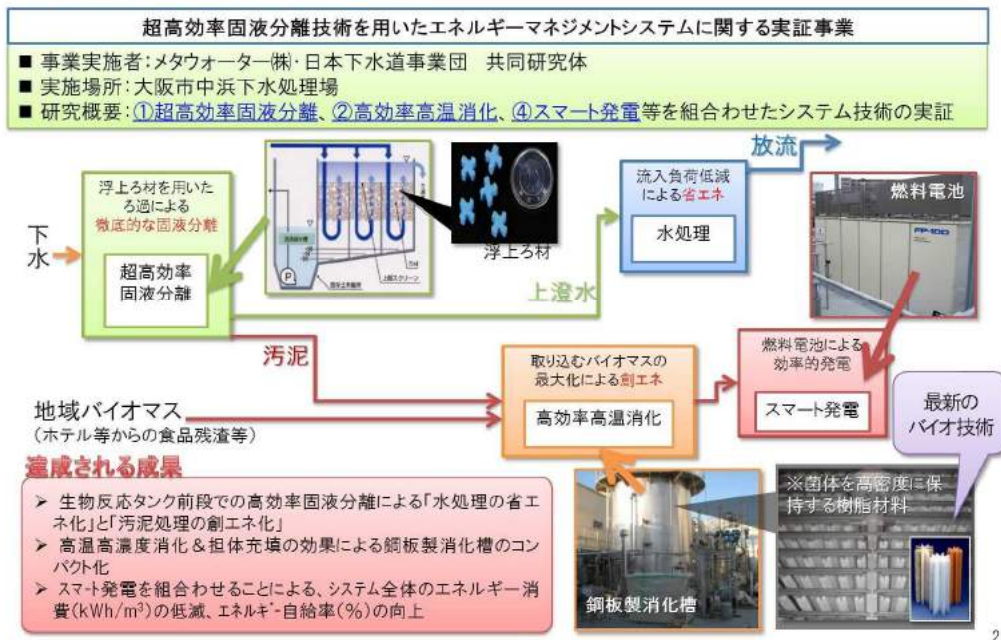 超高効率固液分離技術を用いたエネルギーマネジメントシステムに関する実証事業
■ 事業実施者：メタウォーター㈱・日本下水道事業団　共同研究体
■ 実施場所：大阪市中浜下水処理場
■ 研究概要：①超高効率固液分離、②高効率高温消化、④スマート発電等を組合わせたシステム技術の実証
放流
浮上ろ材を用いた
ろ過による
徹底的な固液分離
下
水
超高効率
固液分離
P
上部スクリーン
浮上ろ材
流入負荷低減
による省エネ
水処理
燃料電池
FP-100
上澄水
汚泥
取り込むバイオマスの
最大化による創エネ
高効率高温消化
燃料電池による
効率的発電
スマート発電
最新の
バイオ技術
地域バイオマス
（ホテル等からの食品残渣等）
達成される成果
➢ 生物反応タンク前段での高効率固液分離による「水処理の省エ
ネ化」と「汚泥処理の創エネ化」
➢ 高温高濃度消化＆担体充填の効果による鋼板製消化槽のコン
パクト化
➢ スマート発電を組合わせることによる、システム全体のエネルギー消
費(kWh/m³)の低減、エネルギー自給率(%)の向上
鋼板製消化槽
※菌体を高密度に保
持する樹脂材料
2